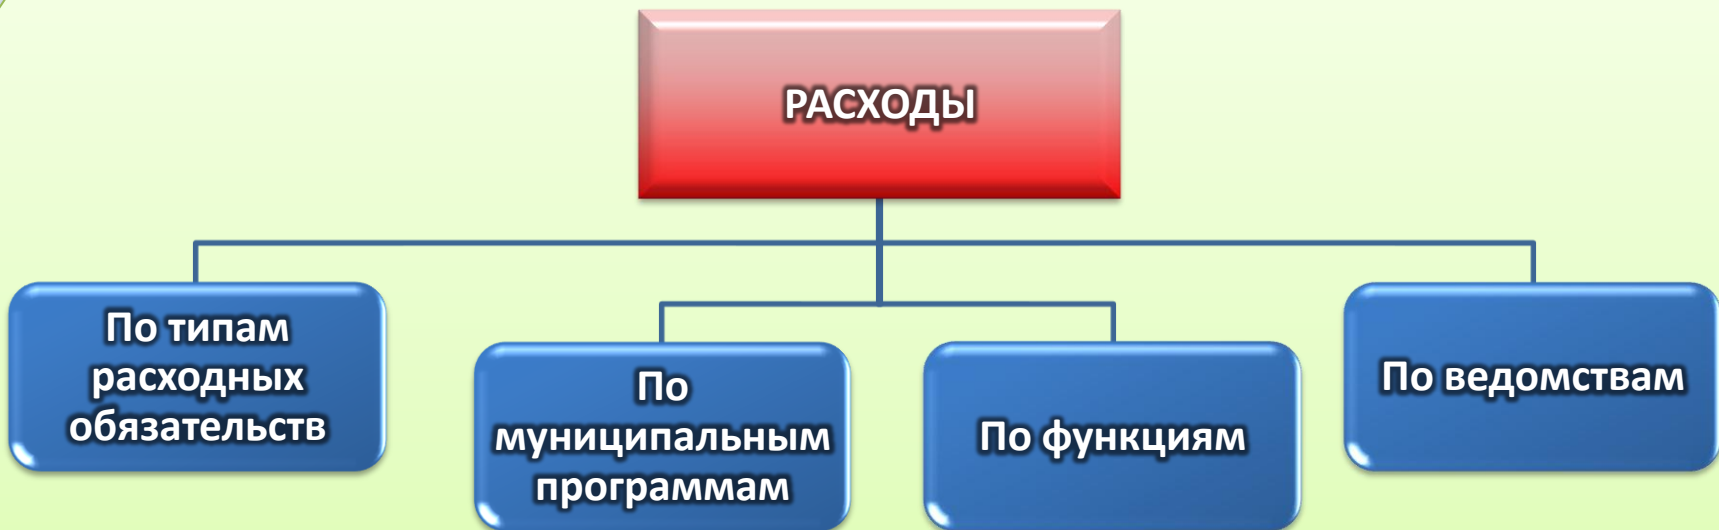 РАСХОДЫ
По типам
расходных
обязательств
По
муниципальным
программам
По функциям
По ведомствам